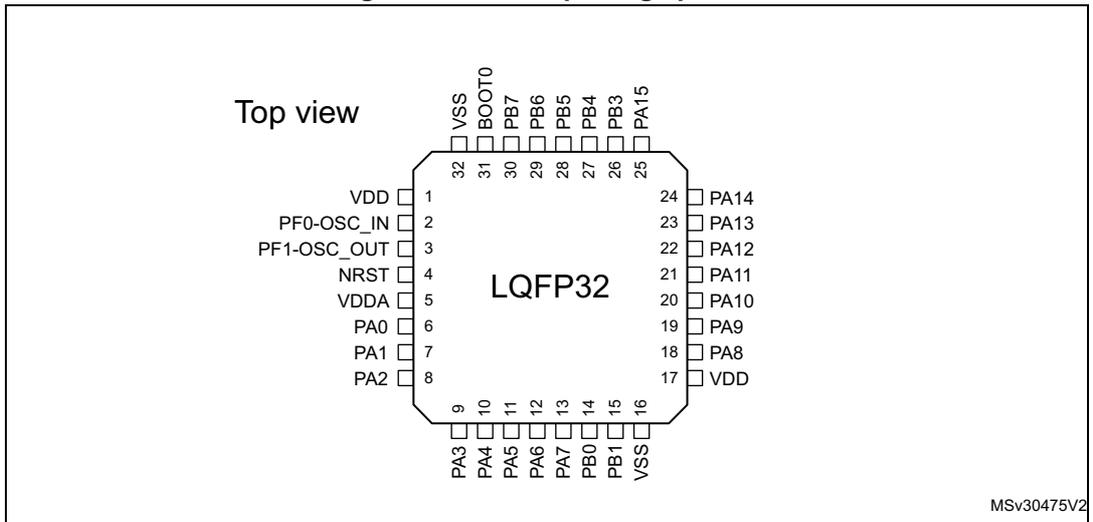 Top view
VSS
BOOT0
PB7
PB6
PB5
PB4
PB3
PA15
32
31
30
29
28
27
26
25
VDD 1
PF0-OSC_IN 2
PF1-OSC_OUT 3
NRST 4
VDDA 5
PA0 6
PA1 7
PA2 8
LQFP32
24 PA14
23 PA13
22 PA12
21 PA11
20 PA10
19 PA9
18 PA8
17 VDD
9
10
11
12
13
14
15
16
PA3
PA4
PA5
PA6
PA7
PB0
PB1
VSS
MSv30475V2